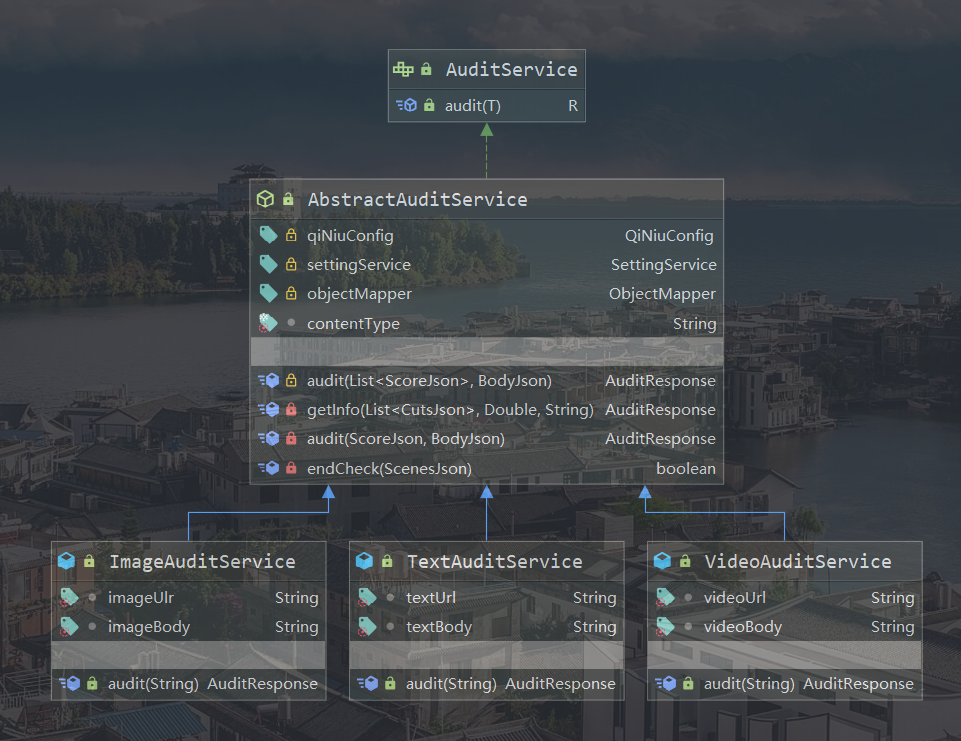 AuditService
audit(T) R
AbstractAuditService
qiNiuConfig QiNiuConfig
settingService SettingService
objectMapper ObjectMapper
contentType String
audit(List<ScoreJson>, BodyJson) AuditResponse
getInfo(List<CutsJson>, Double, String) AuditResponse
audit(ScoreJson, BodyJson) AuditResponse
endCheck(ScenesJson) boolean
ImageAuditService
imageUlr String
imageBody String
audit(String) AuditResponse
TextAuditService
textUrl String
textBody String
audit(String) AuditResponse
VideoAuditService
videoUrl String
videoBody String
audit(String) AuditResponse